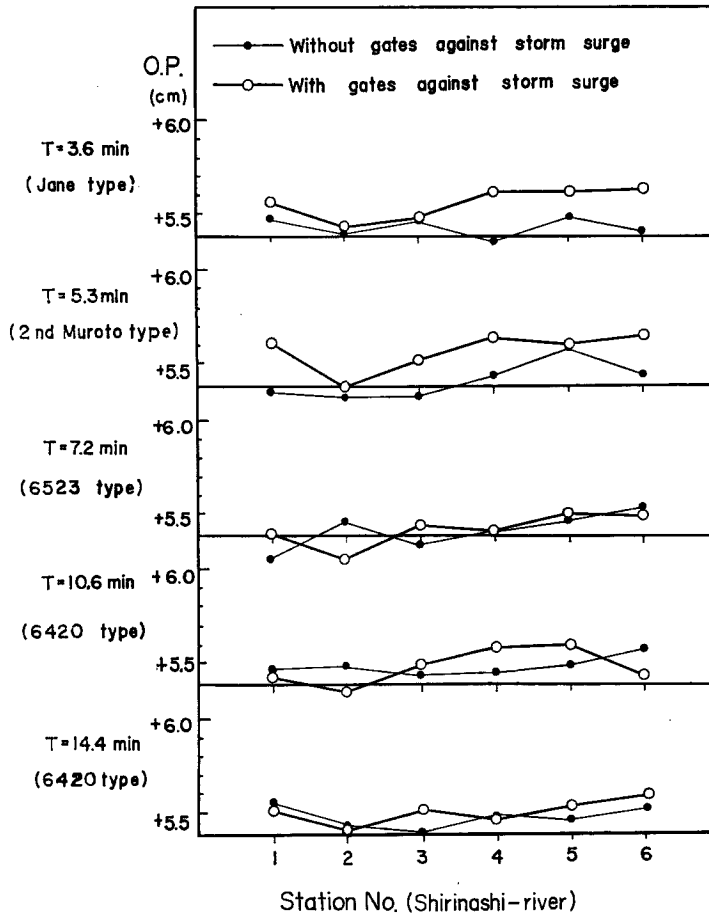 Without gates against storm surge
With gates against storm surge
O.P.
(cm)
+6.0
T=3.6 min
(Jane type)
+5.5
+6.0
T=5.3 min
(2nd Muroto type)
+5.5
+6.0
T=7.2 min
(6523 type)
+5.5
+6.0
T=10.6 min
(6420 type)
+5.5
+6.0
T=14.4 min
(6420 type)
+5.5
1 2 3 4 5 6
Station No. (Shirinashi-river)